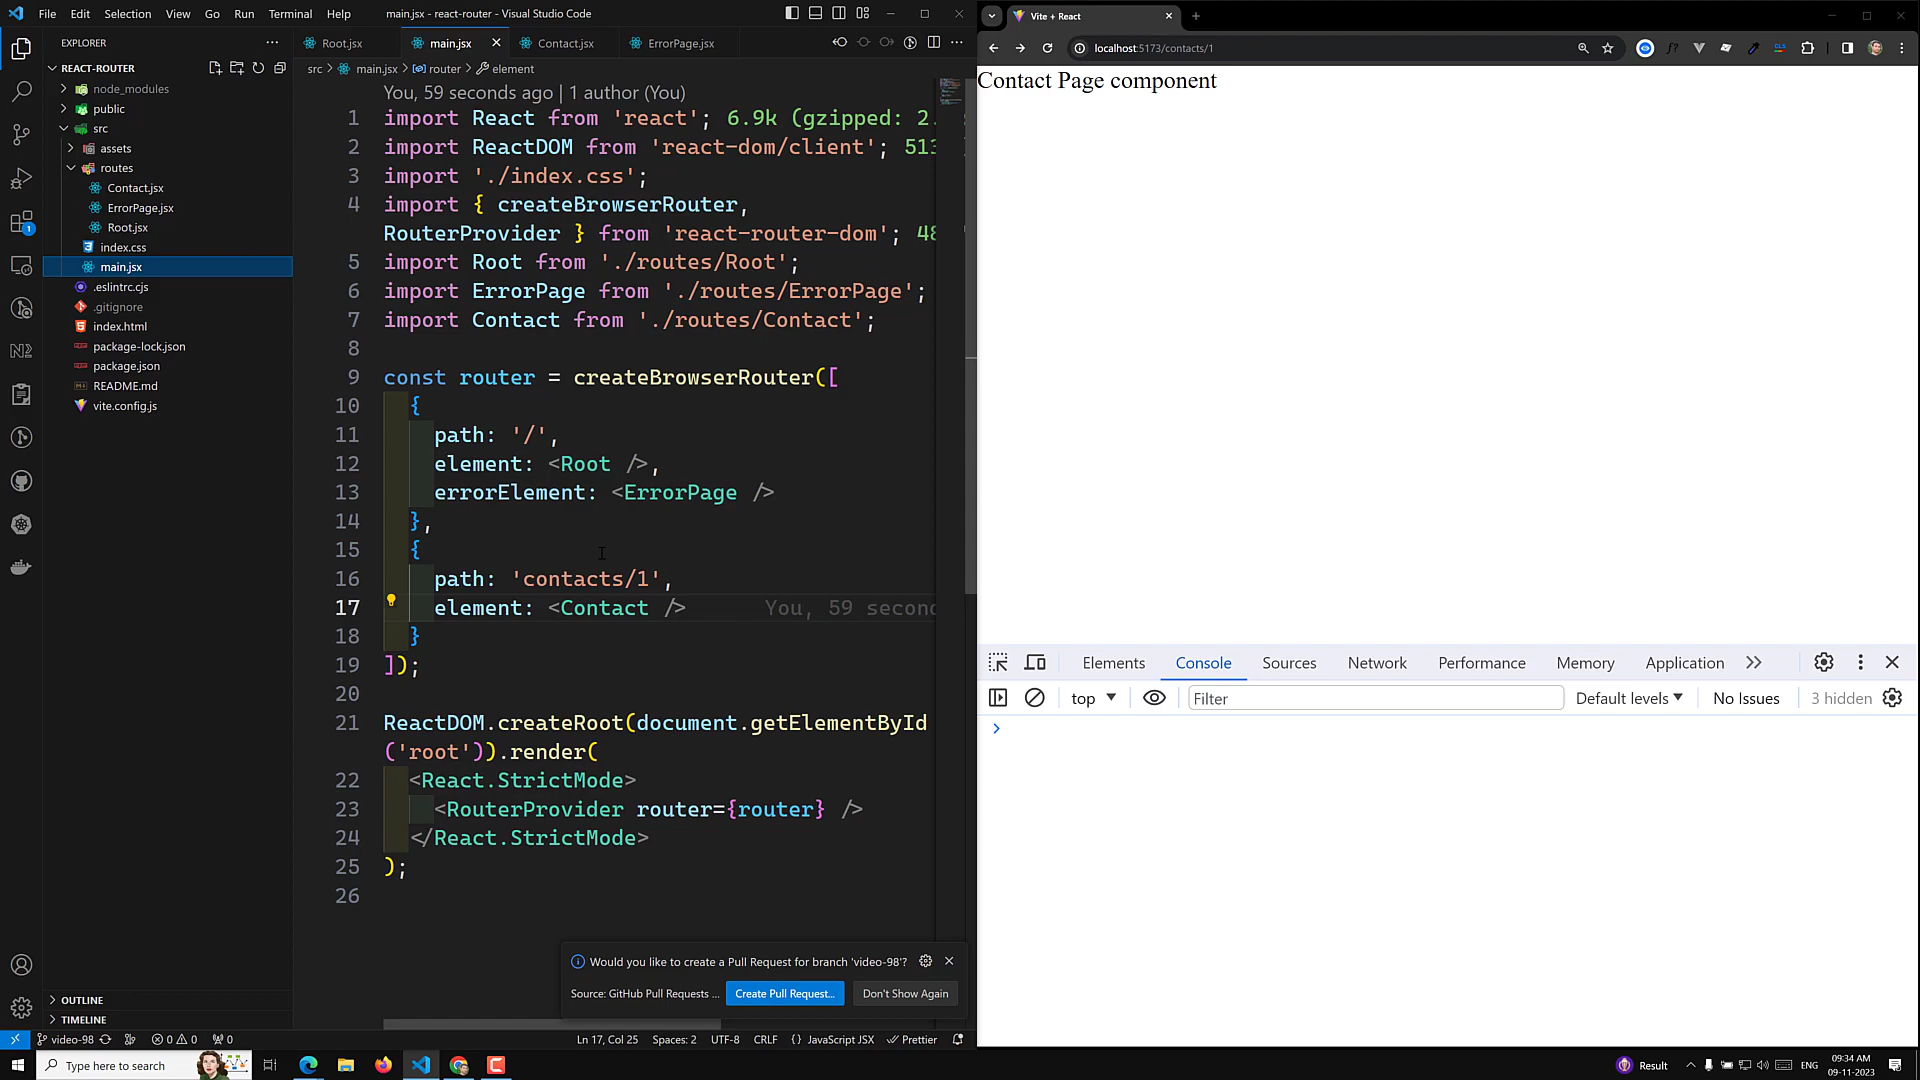 File Edit Selection View Go Run Terminal Help
main.jsx - react-router - Visual Studio Code
EXPLORER
REACT-ROUTER
node_modules
public
src
assets
routes
Contact.jsx
ErrorPage.jsx
Root.jsx
index.css
main.jsx
.eslintrc.cjs
.gitignore
index.html
package-lock.json
package.json
README.md
vite.config.js
OUTLINE
TIMELINE
Root.jsx main.jsx Contact.jsx ErrorPage.jsx
src > main.jsx > router > element
You, 59 seconds ago | 1 author (You)
1 import React from 'react'; 6.9k (gzipped: 2.
2 import ReactDOM from 'react-dom/client'; 513
3 import './index.css';
4 import { createBrowserRouter,
RouterProvider } from 'react-router-dom'; 48
5 import Root from './routes/Root';
6 import ErrorPage from './routes/ErrorPage';
7 import Contact from './routes/Contact';
8
9 const router = createBrowserRouter([
10 {
11 path: '/',
12 element: <Root />,
13 errorElement: <ErrorPage />
14 },
15 {
16 path: 'contacts/1',
17 element: <Contact /> You, 59 second
18 }
19 ]);
20
21 ReactDOM.createRoot(document.getElementById
('root')).render(
22 <React.StrictMode>
23 <RouterProvider router={router} />
24 </React.StrictMode>
25 );
26
Would you like to create a Pull Request for branch 'video-98'?
Source: GitHub Pull Requests ... Create Pull Request... Don't Show Again
video-98 0 0 0 Ln 17, Col 25 Spaces: 2 UTF-8 CRLF {} JavaScript JSX Prettier
Vite + React
localhost:5173/contacts/1
Contact Page component
Elements Console Sources Network Performance Memory Application
top Filter Default levels No Issues 3 hidden
Type here to search
Result ENG 09:34 AM
09-11-2023